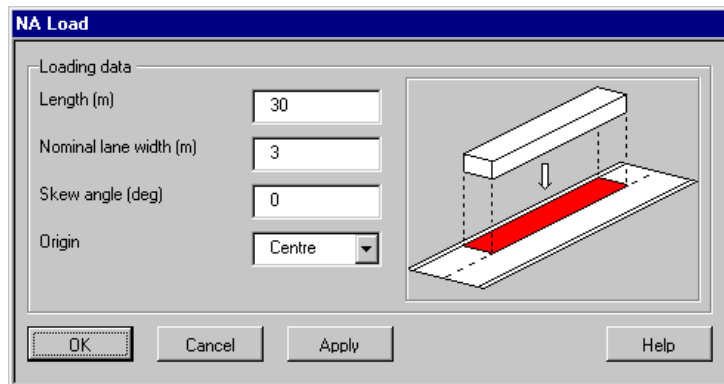 NA Load
Loading data
Length (m) 30
Nominal lane width (m) 3
Skew angle (deg) 0
Origin Centre
OK Cancel Apply Help